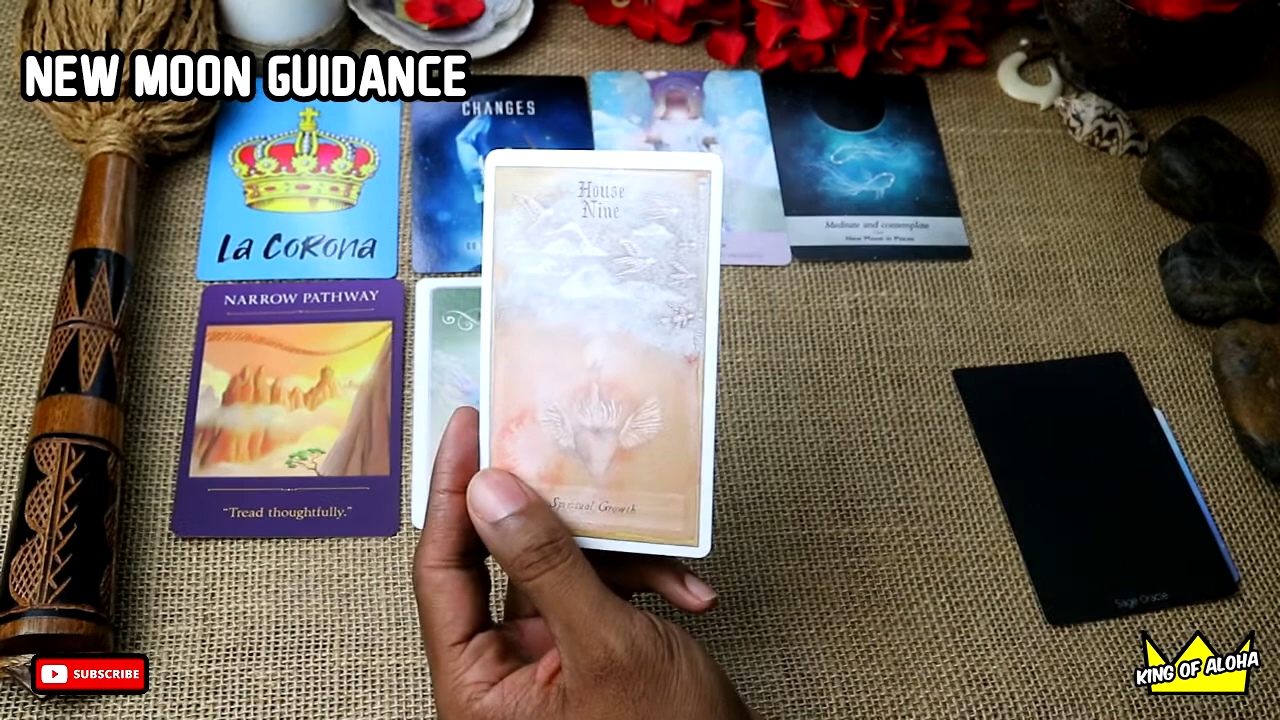 NEW MOON GUIDANCE
CHANGES
La CoRona
House
Nine
Meditate and contemplate
New Moon in Pisces
NARROW PATHWAY
"Tread thoughtfully."
Spiritual Growth
Sage Oracle
SUBSCRIBE
KING OF ALOHA